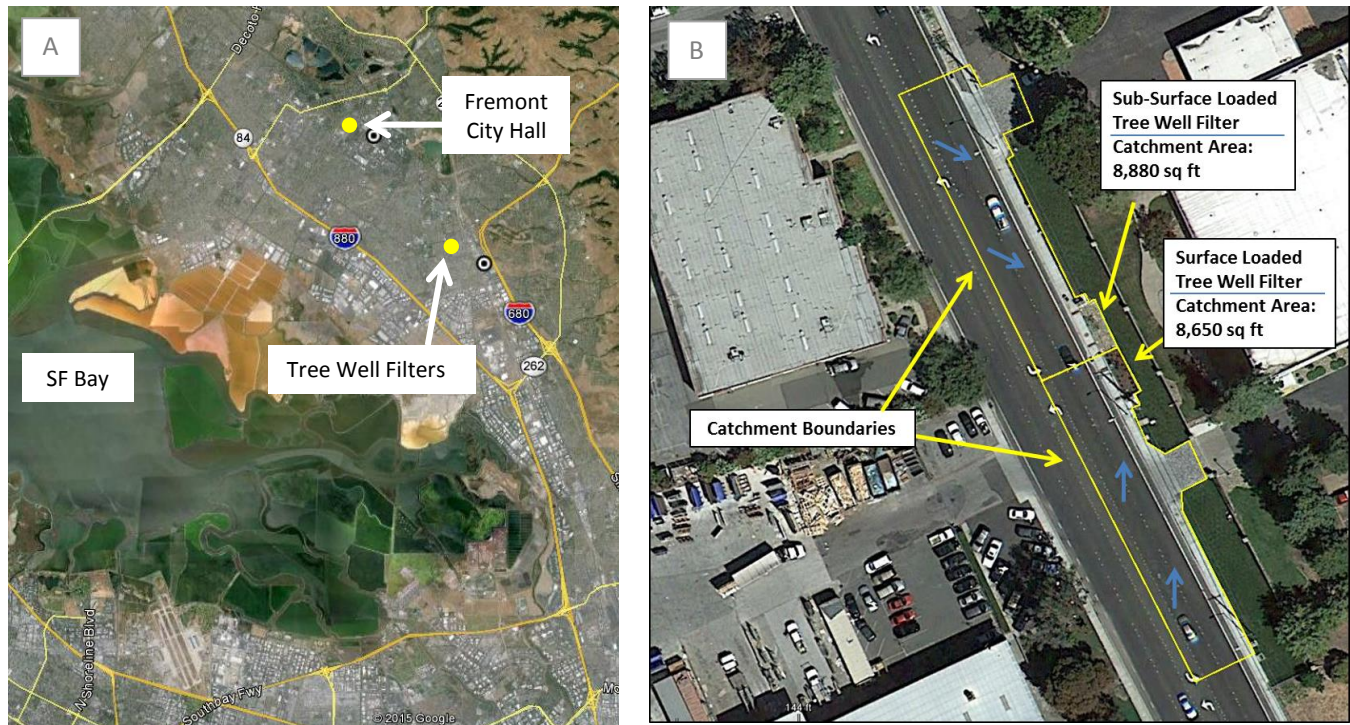 A
Decoto
Fremont
City Hall
84
880
Tree Well Filters
680
262
SF Bay
N Shoreline Blvd
Southbay Fwy
© 2015 Google
B
Sub-Surface Loaded
Tree Well Filter
Catchment Area:
8,880 sq ft
Surface Loaded
Tree Well Filter
Catchment Area:
8,650 sq ft
Catchment Boundaries
144 ft